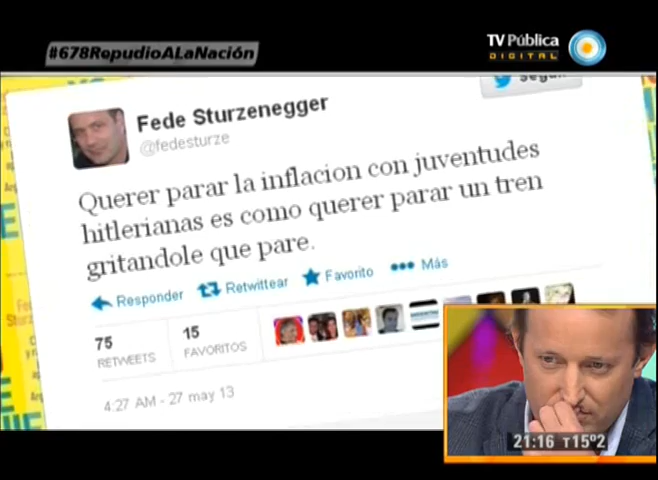 #678RepudioALaNación
TV Pública
DIGITAL
Fede Sturzenegger
@fedesturze
Querer parar la inflacion con juventudes
hitlerianas es como querer parar un tren
gritandole que pare.
Responder Retwittear Favorito Más
75 15
RETWEETS FAVORITOS
4:27 AM - 27 may 13
21:16 T15º2